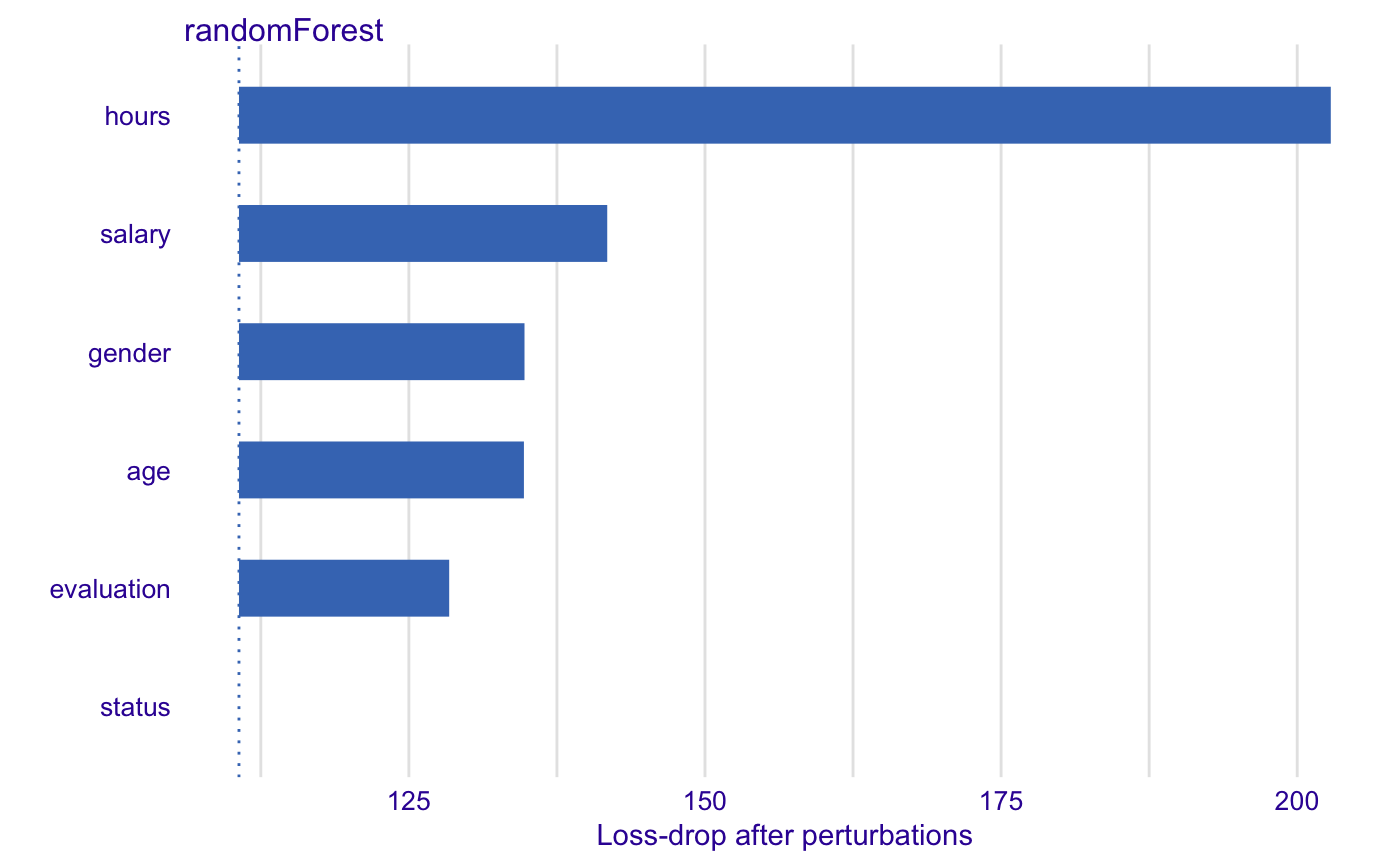 randomForest
hours
salary
gender
age
evaluation
status
125 150 175 200
Loss-drop after perturbations